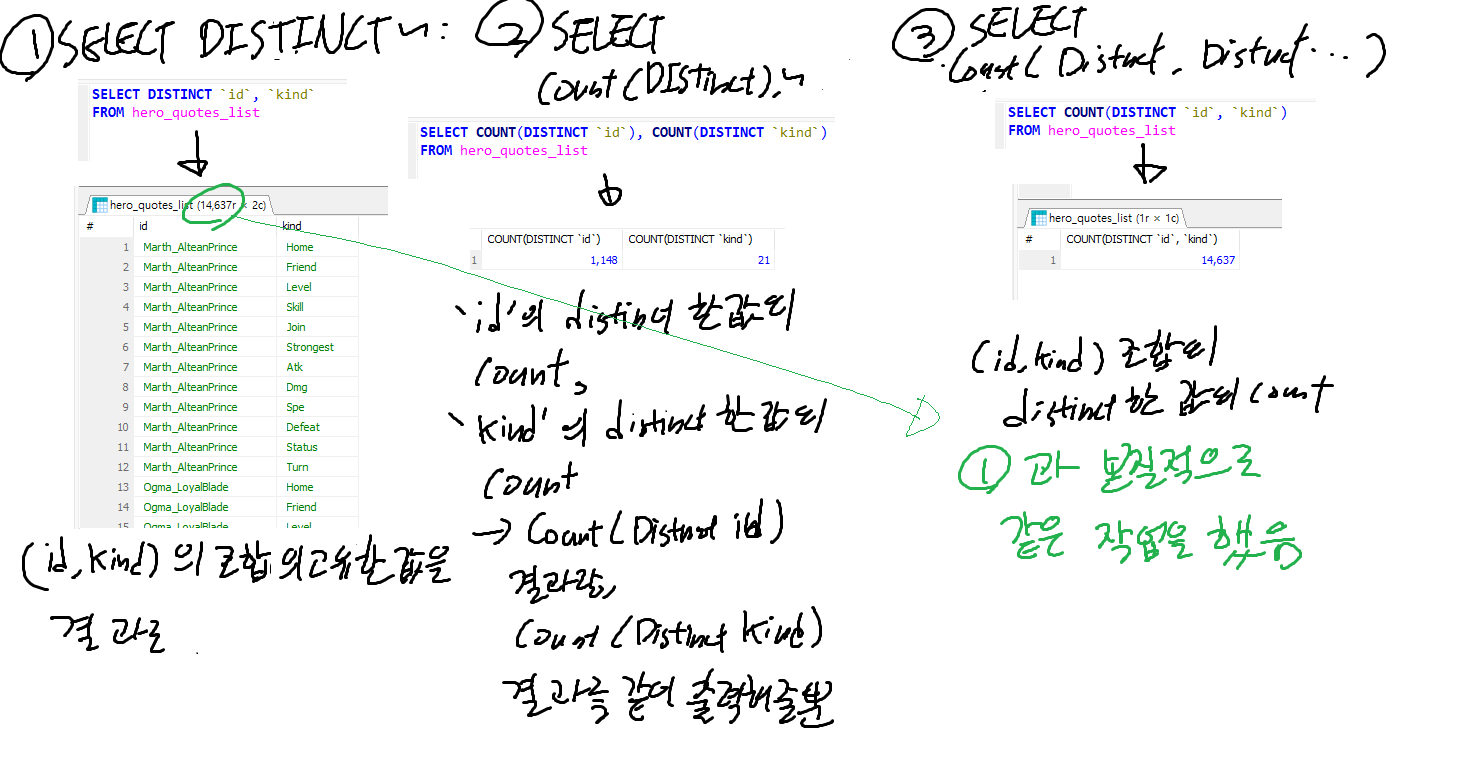 ① SELECT DISTINCT ~ :
SELECT DISTINCT `id`, `kind`
FROM hero_quotes_list
hero_quotes_list (14,637r × 2c)
# id kind
1 Marth_AlteanPrince Home
2 Marth_AlteanPrince Friend
3 Marth_AlteanPrince Level
4 Marth_AlteanPrince Skill
5 Marth_AlteanPrince Join
6 Marth_AlteanPrince Strongest
7 Marth_AlteanPrince Atk
8 Marth_AlteanPrince Dmg
9 Marth_AlteanPrince Spe
10 Marth_AlteanPrince Defeat
11 Marth_AlteanPrince Status
12 Marth_AlteanPrince Turn
13 Ogma_LoyalBlade Home
14 Ogma_LoyalBlade Friend
15 Ogma_LoyalBlade Level
(id, kind) 의 조합의 고유한 값을
결과로
② SELECT
Count(DISTinct), ~
SELECT COUNT(DISTINCT `id`), COUNT(DISTINCT `kind`)
FROM hero_quotes_list
COUNT(DISTINCT `id`) COUNT(DISTINCT `kind`)
1 1,148 21
`id'의 distinct 한 값의
Count,
`kind'의 distinct 한 값의
Count
→ Count(Distinct id)
결과랑,
Count(Distinct kind)
결과를 같이 출력해줄뿐
③ SELECT
Count( Distinct, Distinct ... )
SELECT COUNT(DISTINCT `id`, `kind`)
FROM hero_quotes_list
hero_quotes_list (1r × 1c)
# COUNT(DISTINCT `id`, `kind`)
1 14,637
(id, kind) 조합의
distinct 한 값의 Count
① 과 본질적으로
같은 작업을 했음